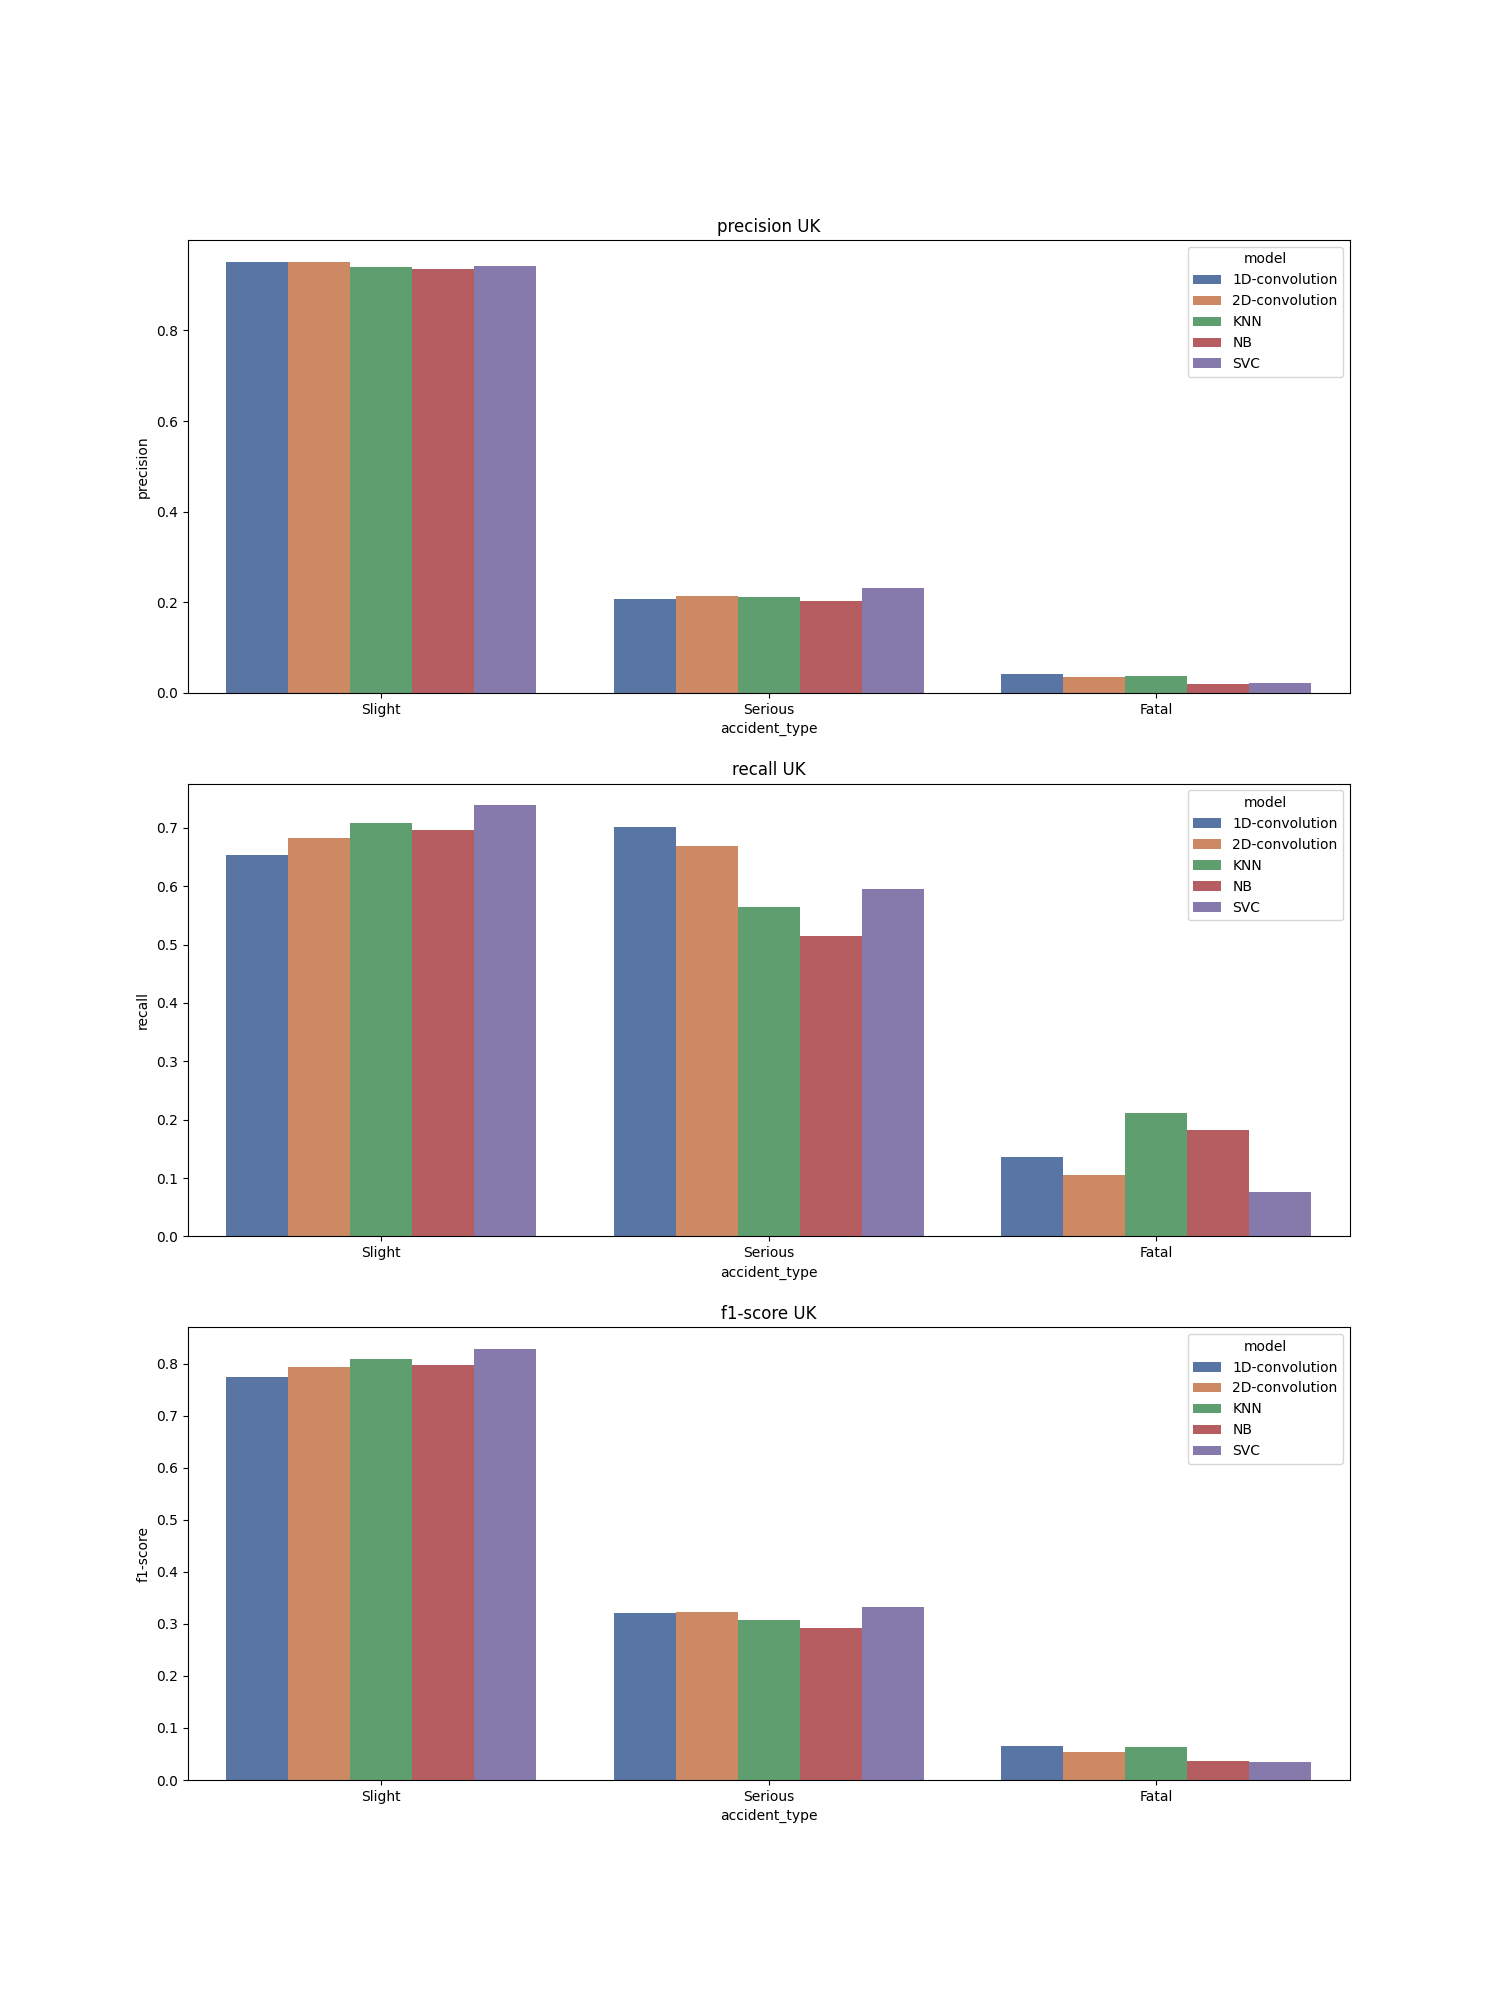 precision UK
model
1D-convolution
2D-convolution
KNN
NB
SVC
0.8
0.6
0.4
0.2
0.0
precision
Slight Serious Fatal
accident_type
recall UK
model
1D-convolution
2D-convolution
KNN
NB
SVC
0.7
0.6
0.5
0.4
0.3
0.2
0.1
0.0
recall
Slight Serious Fatal
accident_type
f1-score UK
model
1D-convolution
2D-convolution
KNN
NB
SVC
0.8
0.7
0.6
0.5
0.4
0.3
0.2
0.1
0.0
f1-score
Slight Serious Fatal
accident_type